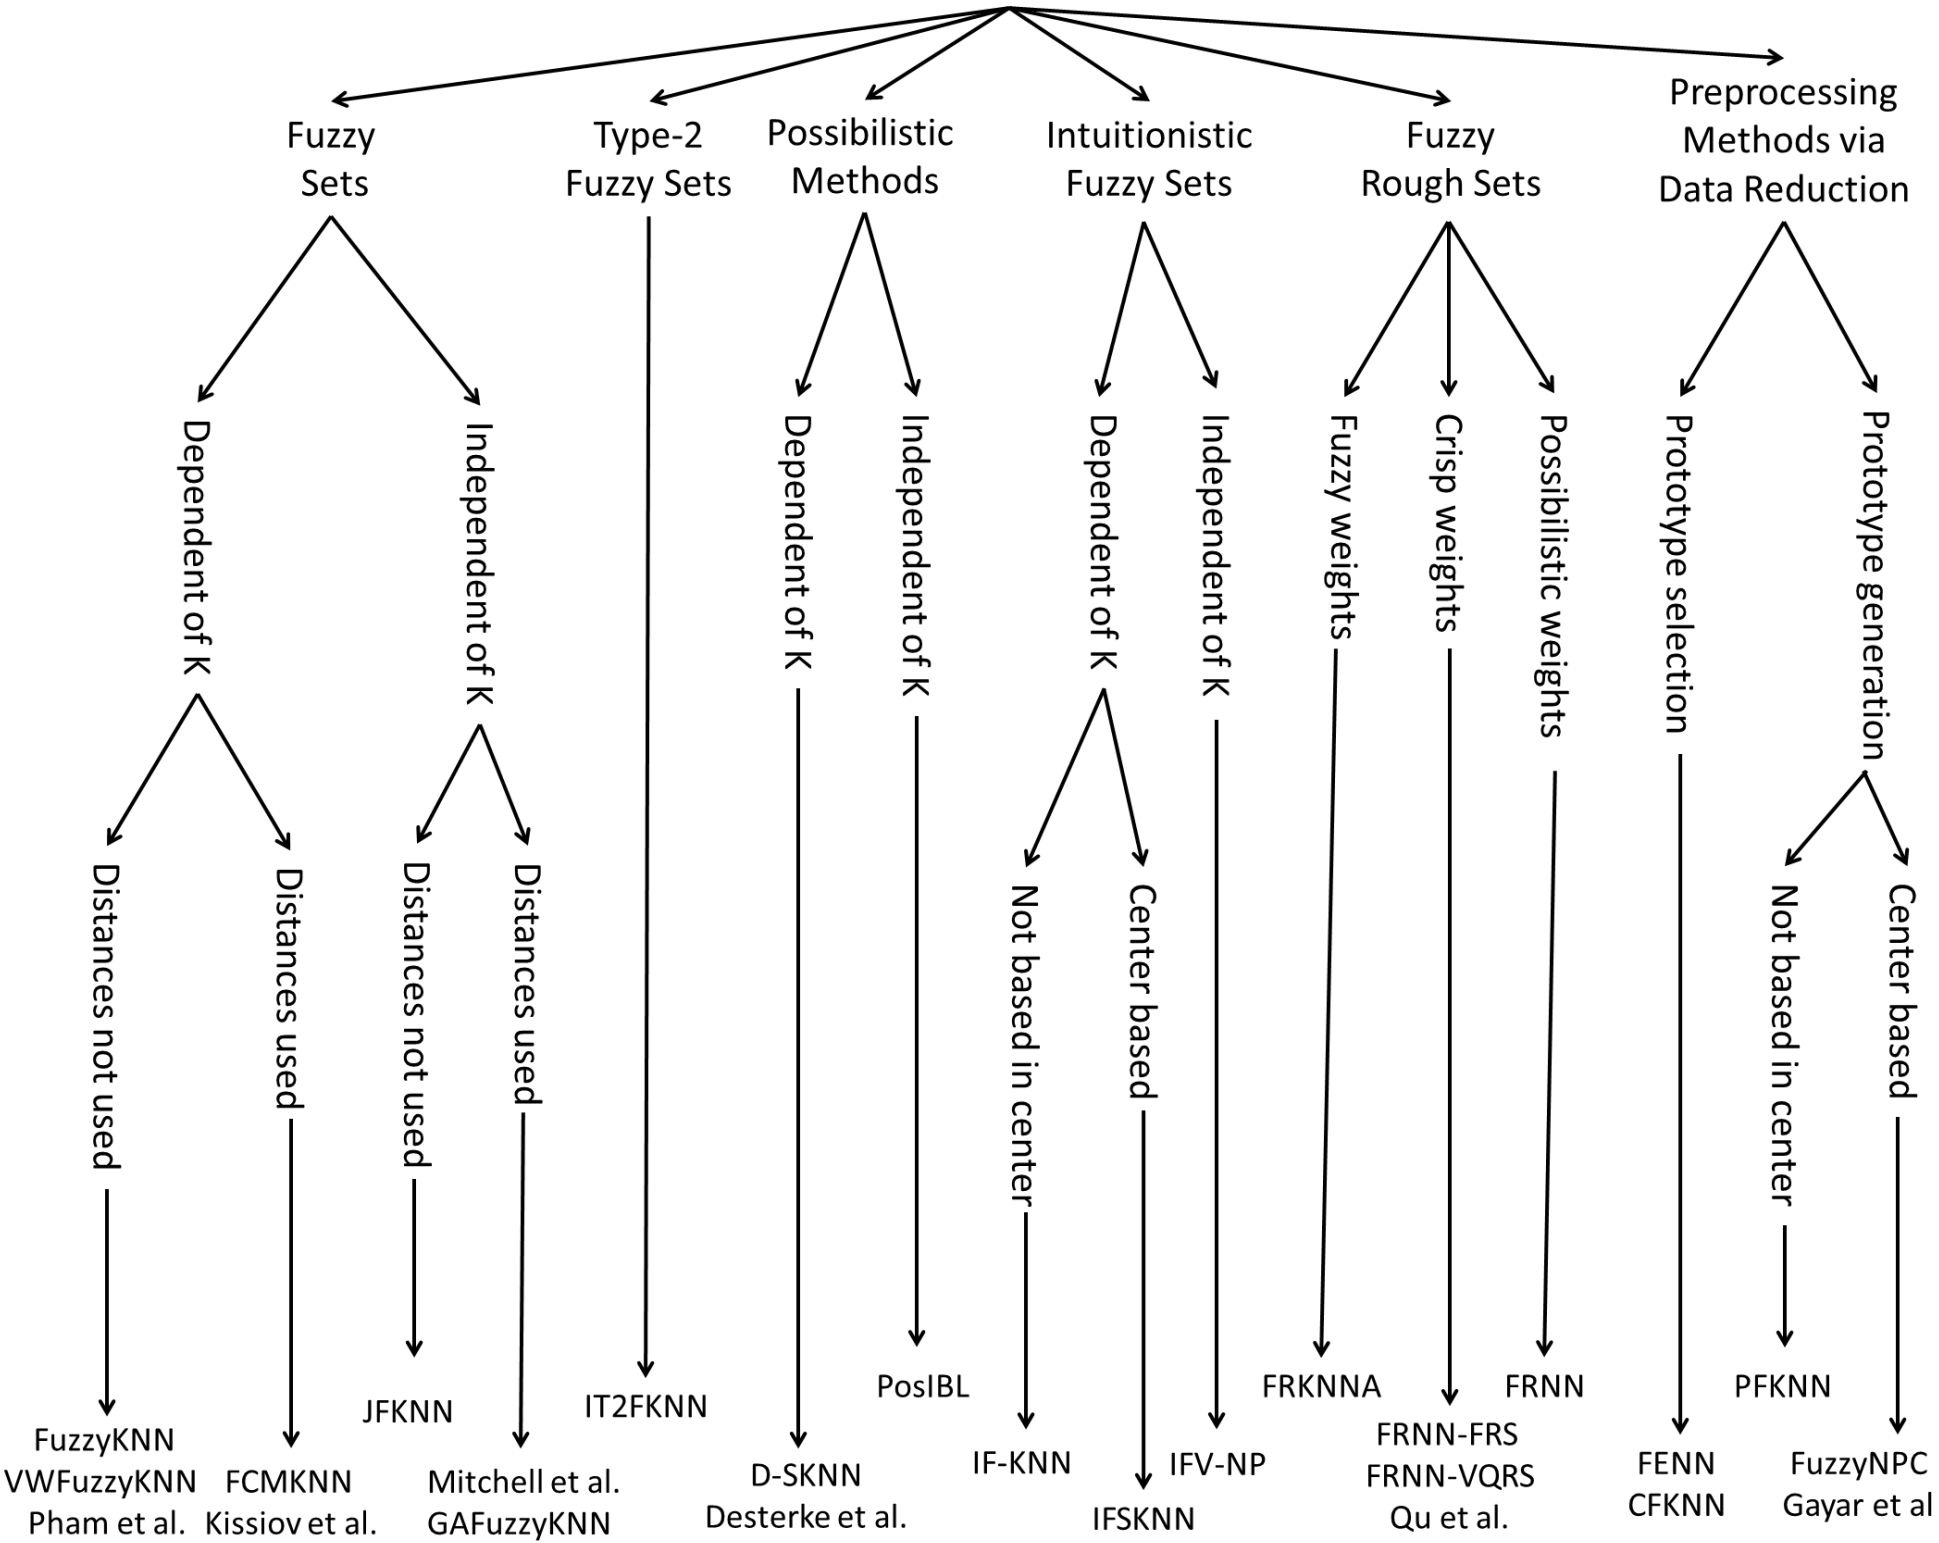 Fuzzy
Sets
Type-2
Fuzzy Sets
Possibilistic
Methods
Intuitionistic
Fuzzy Sets
Fuzzy
Rough Sets
Preprocessing
Methods via
Data Reduction
Dependent of K
Independent of K
Dependent of K
Independent of K
Dependent of K
Independent of K
Fuzzy weights
Crisp weights
Possibilistic weights
Prototype selection
Prototype generation
Distances not used
Distances used
Distances not used
Distances used
Not based in center
Center based
Not based in center
Center based
FuzzyKNN
VWFuzzyKNN
Pham et al.
FCMKNN
Kissiov et al.
JFKNN
Mitchell et al.
GAFuzzyKNN
IT2FKNN
D-SKNN
Desterke et al.
PosIBL
IF-KNN
IFSKNN
IFV-NP
FRKNNA
FRNN-FRS
FRNN-VQRS
Qu et al.
FRNN
FENN
CFKNN
PFKNN
FuzzyNPC
Gayar et al